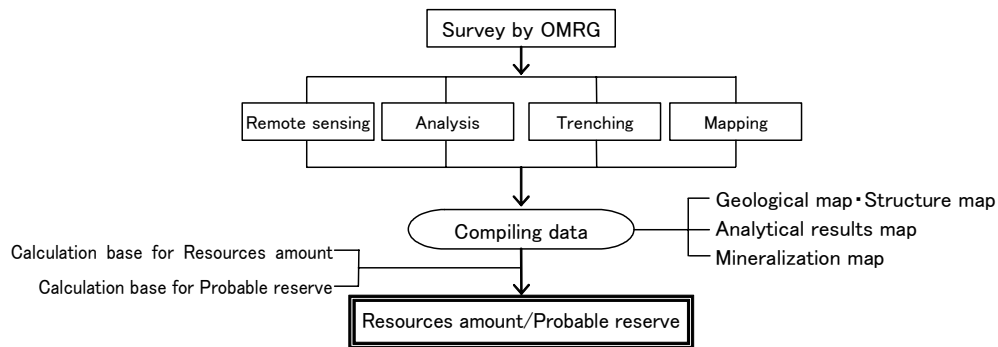 Survey by OMRG
Remote sensing
Analysis
Trenching
Mapping
Compiling data
Geological map・Structure map
Analytical results map
Mineralization map
Calculation base for Resources amount
Calculation base for Probable reserve
Resources amount/Probable reserve